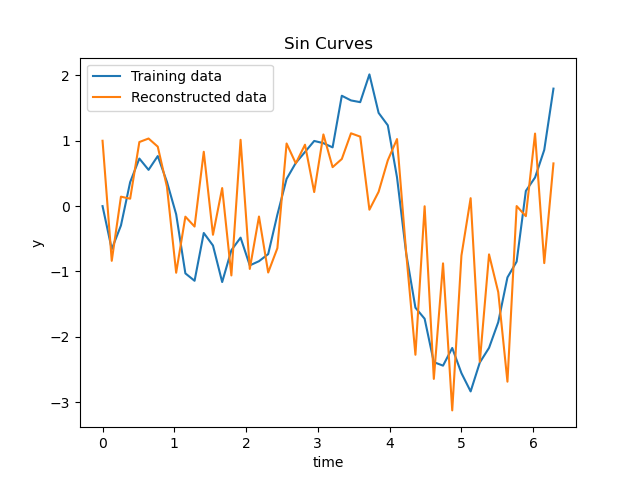 Sin Curves
Training data
Reconstructed data
y
2
1
0
−1
−2
−3
0 1 2 3 4 5 6
time